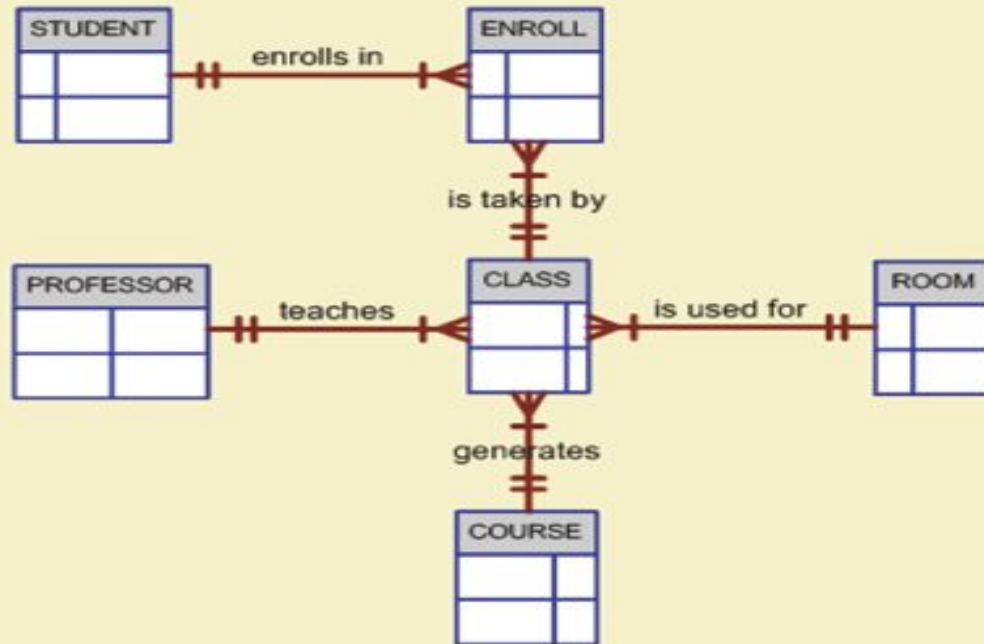 STUDENT
enrolls in
ENROLL
is taken by
PROFESSOR
teaches
CLASS
is used for
ROOM
generates
COURSE